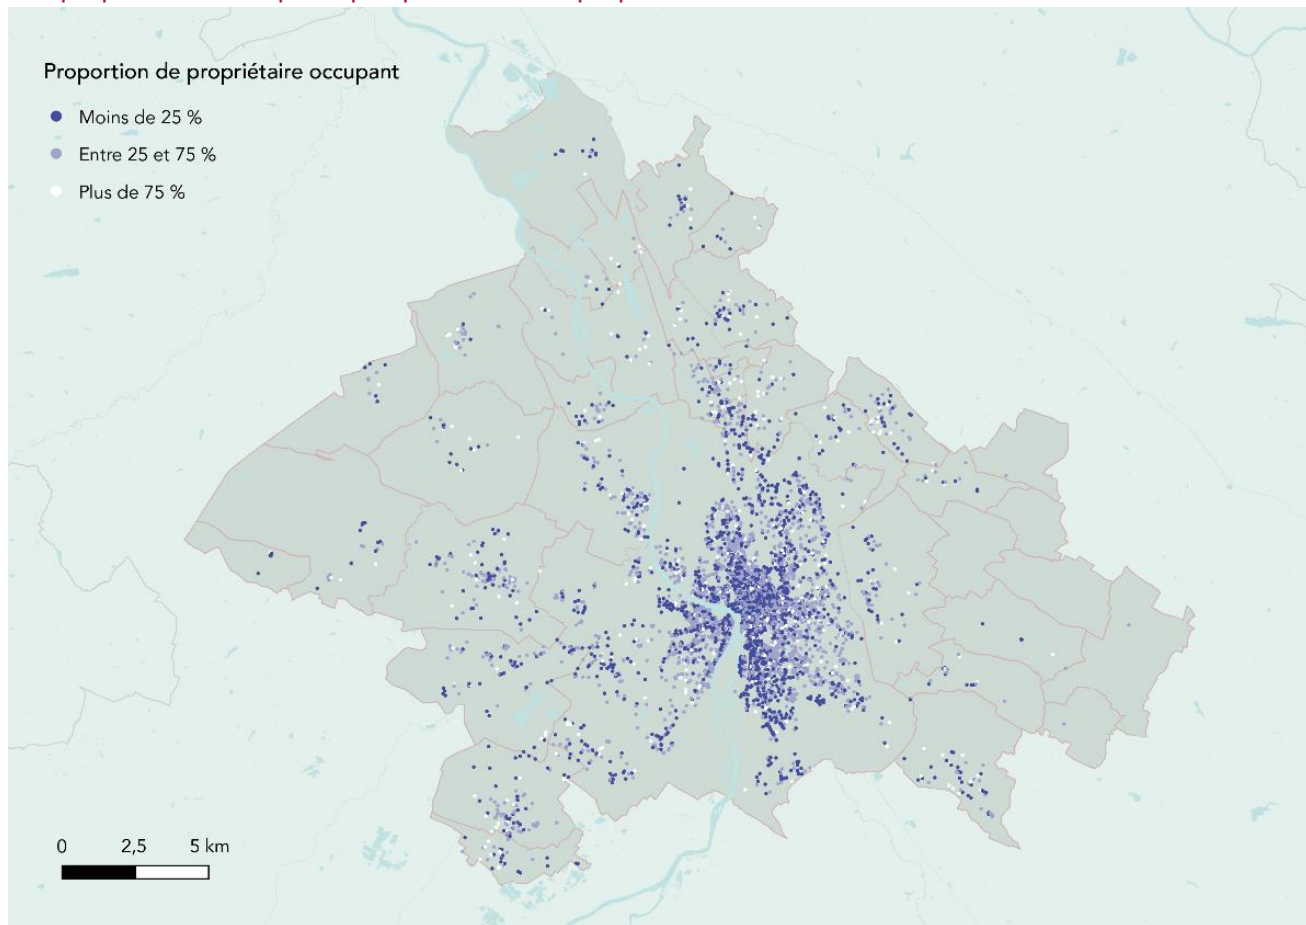 Proportion de propriétaire occupant
Moins de 25 %
Entre 25 et 75 %
Plus de 75 %
0 2,5 5 km